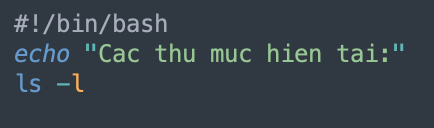 #!/bin/bash
echo "Cac thu muc hien tai:"
ls -l